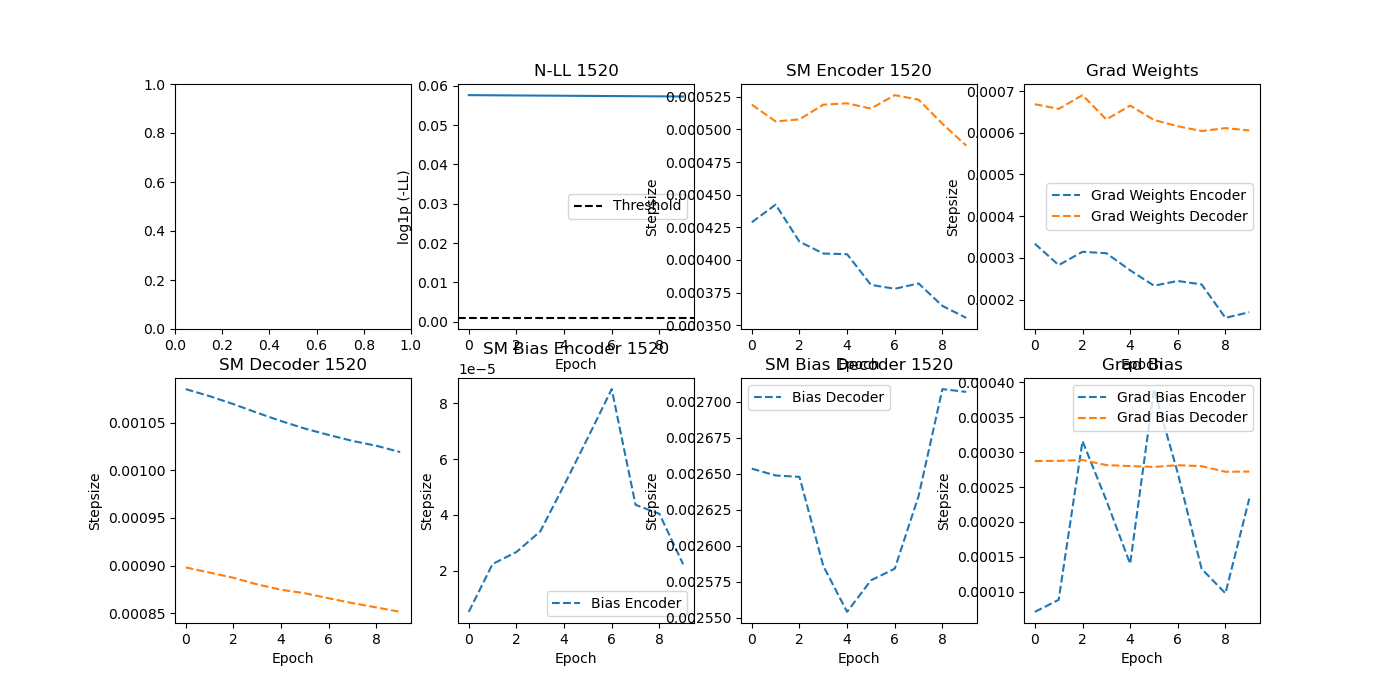 N-LL 1520
SM Encoder 1520
Grad Weights
1.0
0.8
0.6
0.4
0.2
0.0
0.0 0.2 0.4 0.6 0.8 1.0
log1p (-LL)
0.06
0.05
0.04
0.03
0.02
0.01
0.00
Threshold
0 2 4 6 8
Epoch
Stepsize
0.000525
0.000500
0.000475
0.000450
0.000425
0.000400
0.000375
0.000350
0 2 4 6 8
Epoch
Stepsize
0.0007
0.0006
0.0005
0.0004
0.0003
0.0002
Grad Weights Encoder
Grad Weights Decoder
0 2 4 6 8
Epoch
SM Decoder 1520
Stepsize
0.00105
0.00100
0.00095
0.00090
0.00085
0 2 4 6 8
Epoch
SM Bias Encoder 1520
1e−5
Stepsize
8
6
4
2
Bias Encoder
0 2 4 6 8
Epoch
SM Bias Decoder 1520
Stepsize
0.002700
0.002675
0.002650
0.002625
0.002600
0.002575
0.002550
Bias Decoder
0 2 4 6 8
Epoch
Grad Bias
Stepsize
0.00040
0.00035
0.00030
0.00025
0.00020
0.00015
0.00010
Grad Bias Encoder
Grad Bias Decoder
0 2 4 6 8
Epoch